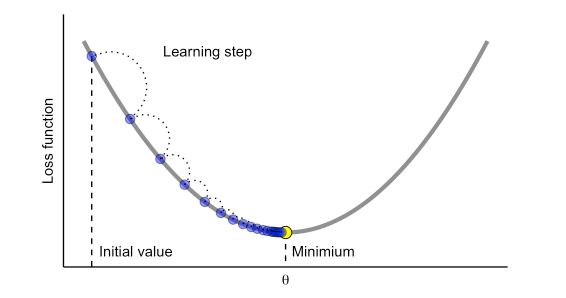 Learning step
Loss function
Initial value
Minimium
θ